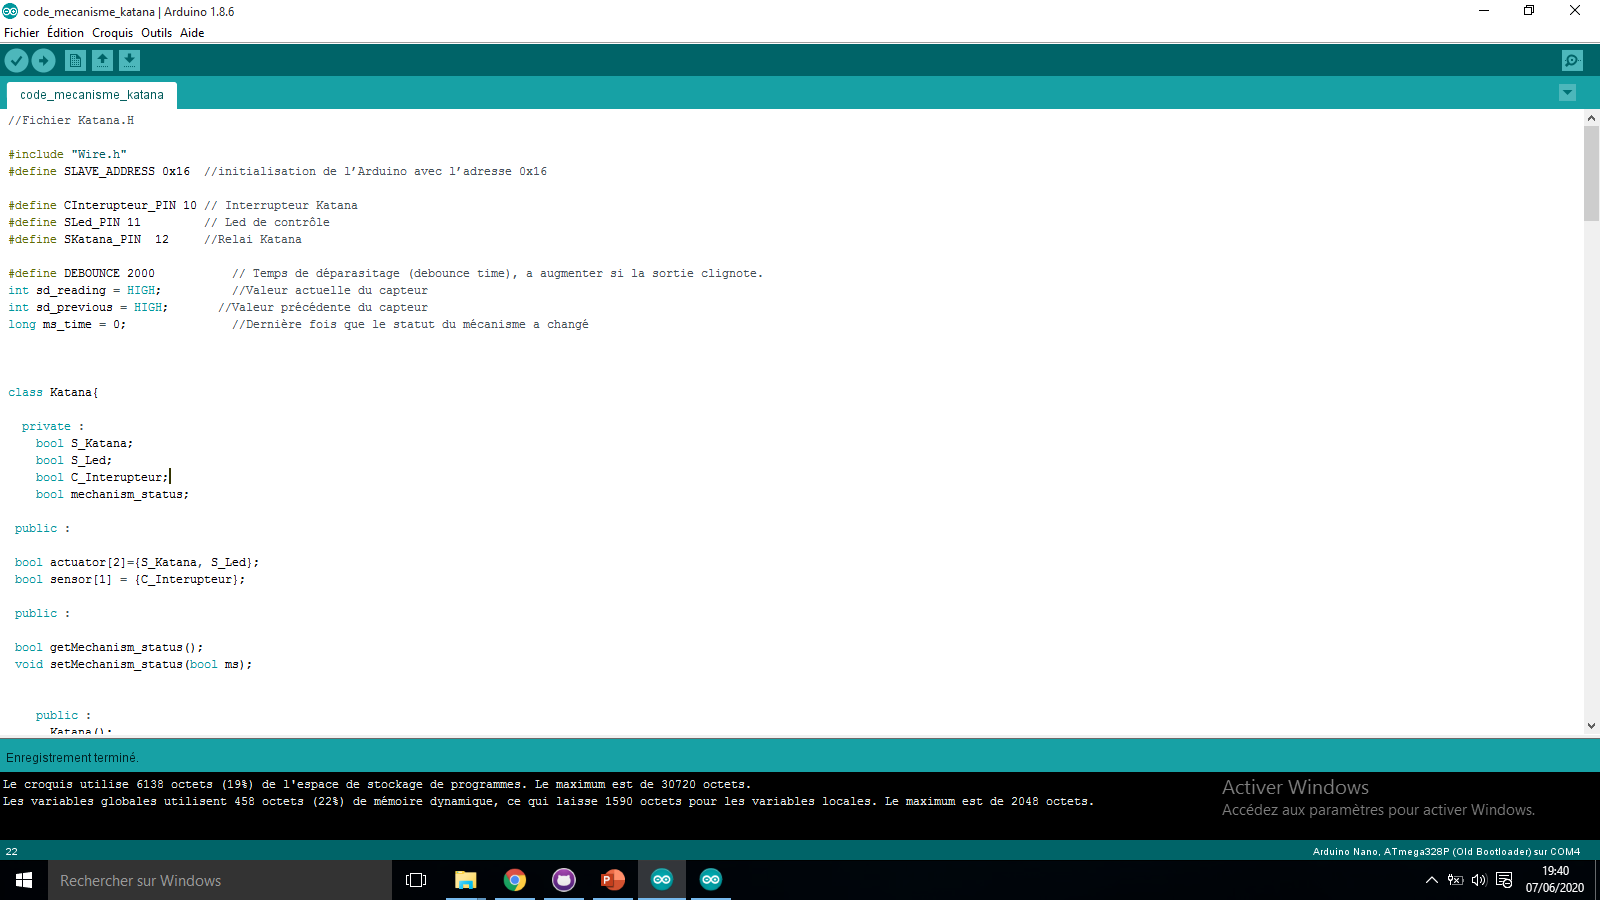 code_mecanisme_katana | Arduino 1.8.6
Fichier Édition Croquis Outils Aide
code_mecanisme_katana
//Fichier Katana.H
#include "Wire.h"
#define SLAVE_ADDRESS 0x16  //initialisation de l’Arduino avec l’adresse 0x16
#define CInterupteur_PIN 10 // Interrupteur Katana
#define SLed_PIN 11         // Led de contrôle
#define SKatana_PIN  12     //Relai Katana
#define DEBOUNCE 2000           // Temps de déparasitage (debounce time), a augmenter si la sortie clignote.
int sd_reading = HIGH;          //Valeur actuelle du capteur
int sd_previous = HIGH;       //Valeur précédente du capteur
long ms_time = 0;               //Dernière fois que le statut du mécanisme a changé
class Katana{
  private :
    bool S_Katana;
    bool S_Led;
    bool C_Interupteur;
    bool mechanism_status;
 public :
 bool actuator[2]={S_Katana, S_Led};
 bool sensor[1] = {C_Interupteur};
 public :
 bool getMechanism_status();
 void setMechanism_status(bool ms);
    public :
      Katana();
Enregistrement terminé.
Le croquis utilise 6138 octets (19%) de l'espace de stockage de programmes. Le maximum est de 30720 octets.
Les variables globales utilisent 458 octets (22%) de mémoire dynamique, ce qui laisse 1590 octets pour les variables locales. Le maximum est de 2048 octets.
Activer Windows
Accédez aux paramètres pour activer Windows.
22
Arduino Nano, ATmega328P (Old Bootloader) sur COM4
Rechercher sur Windows
19:40
07/06/2020